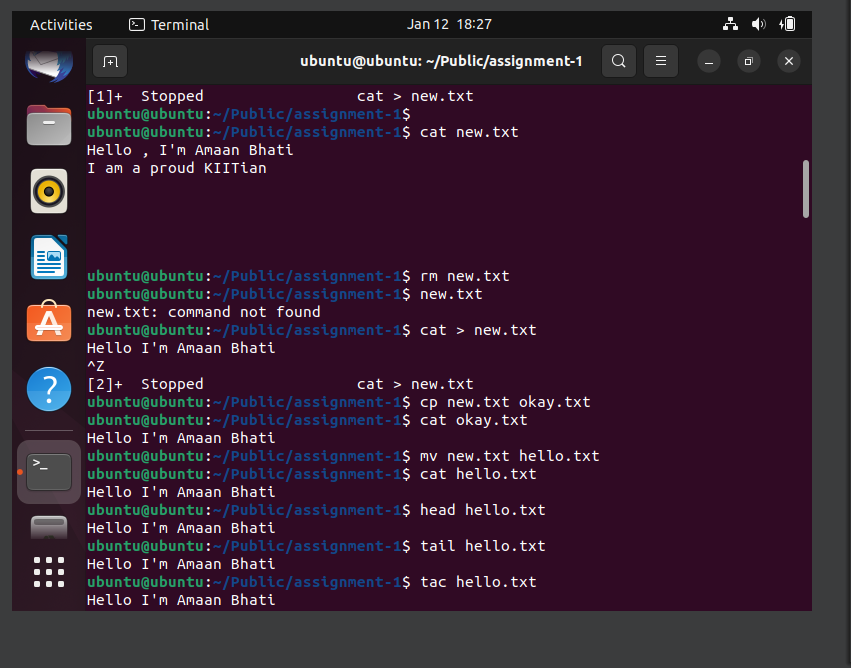 Activities
Terminal
Jan 12 18:27
ubuntu@ubuntu: ~/Public/assignment-1
[1]+  Stopped                 cat > new.txt
ubuntu@ubuntu:~/Public/assignment-1$
ubuntu@ubuntu:~/Public/assignment-1$ cat new.txt
Hello , I'm Amaan Bhati
I am a proud KIITian
ubuntu@ubuntu:~/Public/assignment-1$ rm new.txt
ubuntu@ubuntu:~/Public/assignment-1$ new.txt
new.txt: command not found
ubuntu@ubuntu:~/Public/assignment-1$ cat > new.txt
Hello I'm Amaan Bhati
^Z
[2]+  Stopped                 cat > new.txt
ubuntu@ubuntu:~/Public/assignment-1$ cp new.txt okay.txt
ubuntu@ubuntu:~/Public/assignment-1$ cat okay.txt
Hello I'm Amaan Bhati
ubuntu@ubuntu:~/Public/assignment-1$ mv new.txt hello.txt
ubuntu@ubuntu:~/Public/assignment-1$ cat hello.txt
Hello I'm Amaan Bhati
ubuntu@ubuntu:~/Public/assignment-1$ head hello.txt
Hello I'm Amaan Bhati
ubuntu@ubuntu:~/Public/assignment-1$ tail hello.txt
Hello I'm Amaan Bhati
ubuntu@ubuntu:~/Public/assignment-1$ tac hello.txt
Hello I'm Amaan Bhati